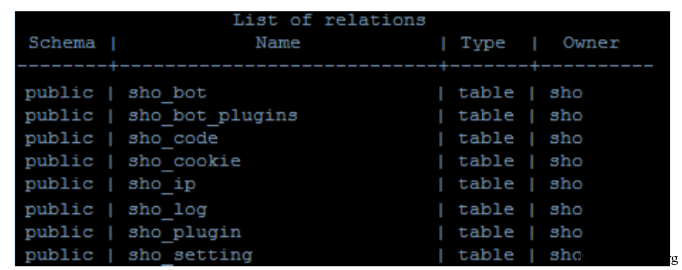 List of relations
Schema | Name | Type | Owner
--------+----------------------------+-------+----------
public | sho_bot | table | sho
public | sho_bot_plugins | table | sho
public | sho_code | table | sho
public | sho_cookie | table | sho
public | sho_ip | table | sho
public | sho_log | table | sho
public | sho_plugin | table | sho
public | sho_setting | table | sho